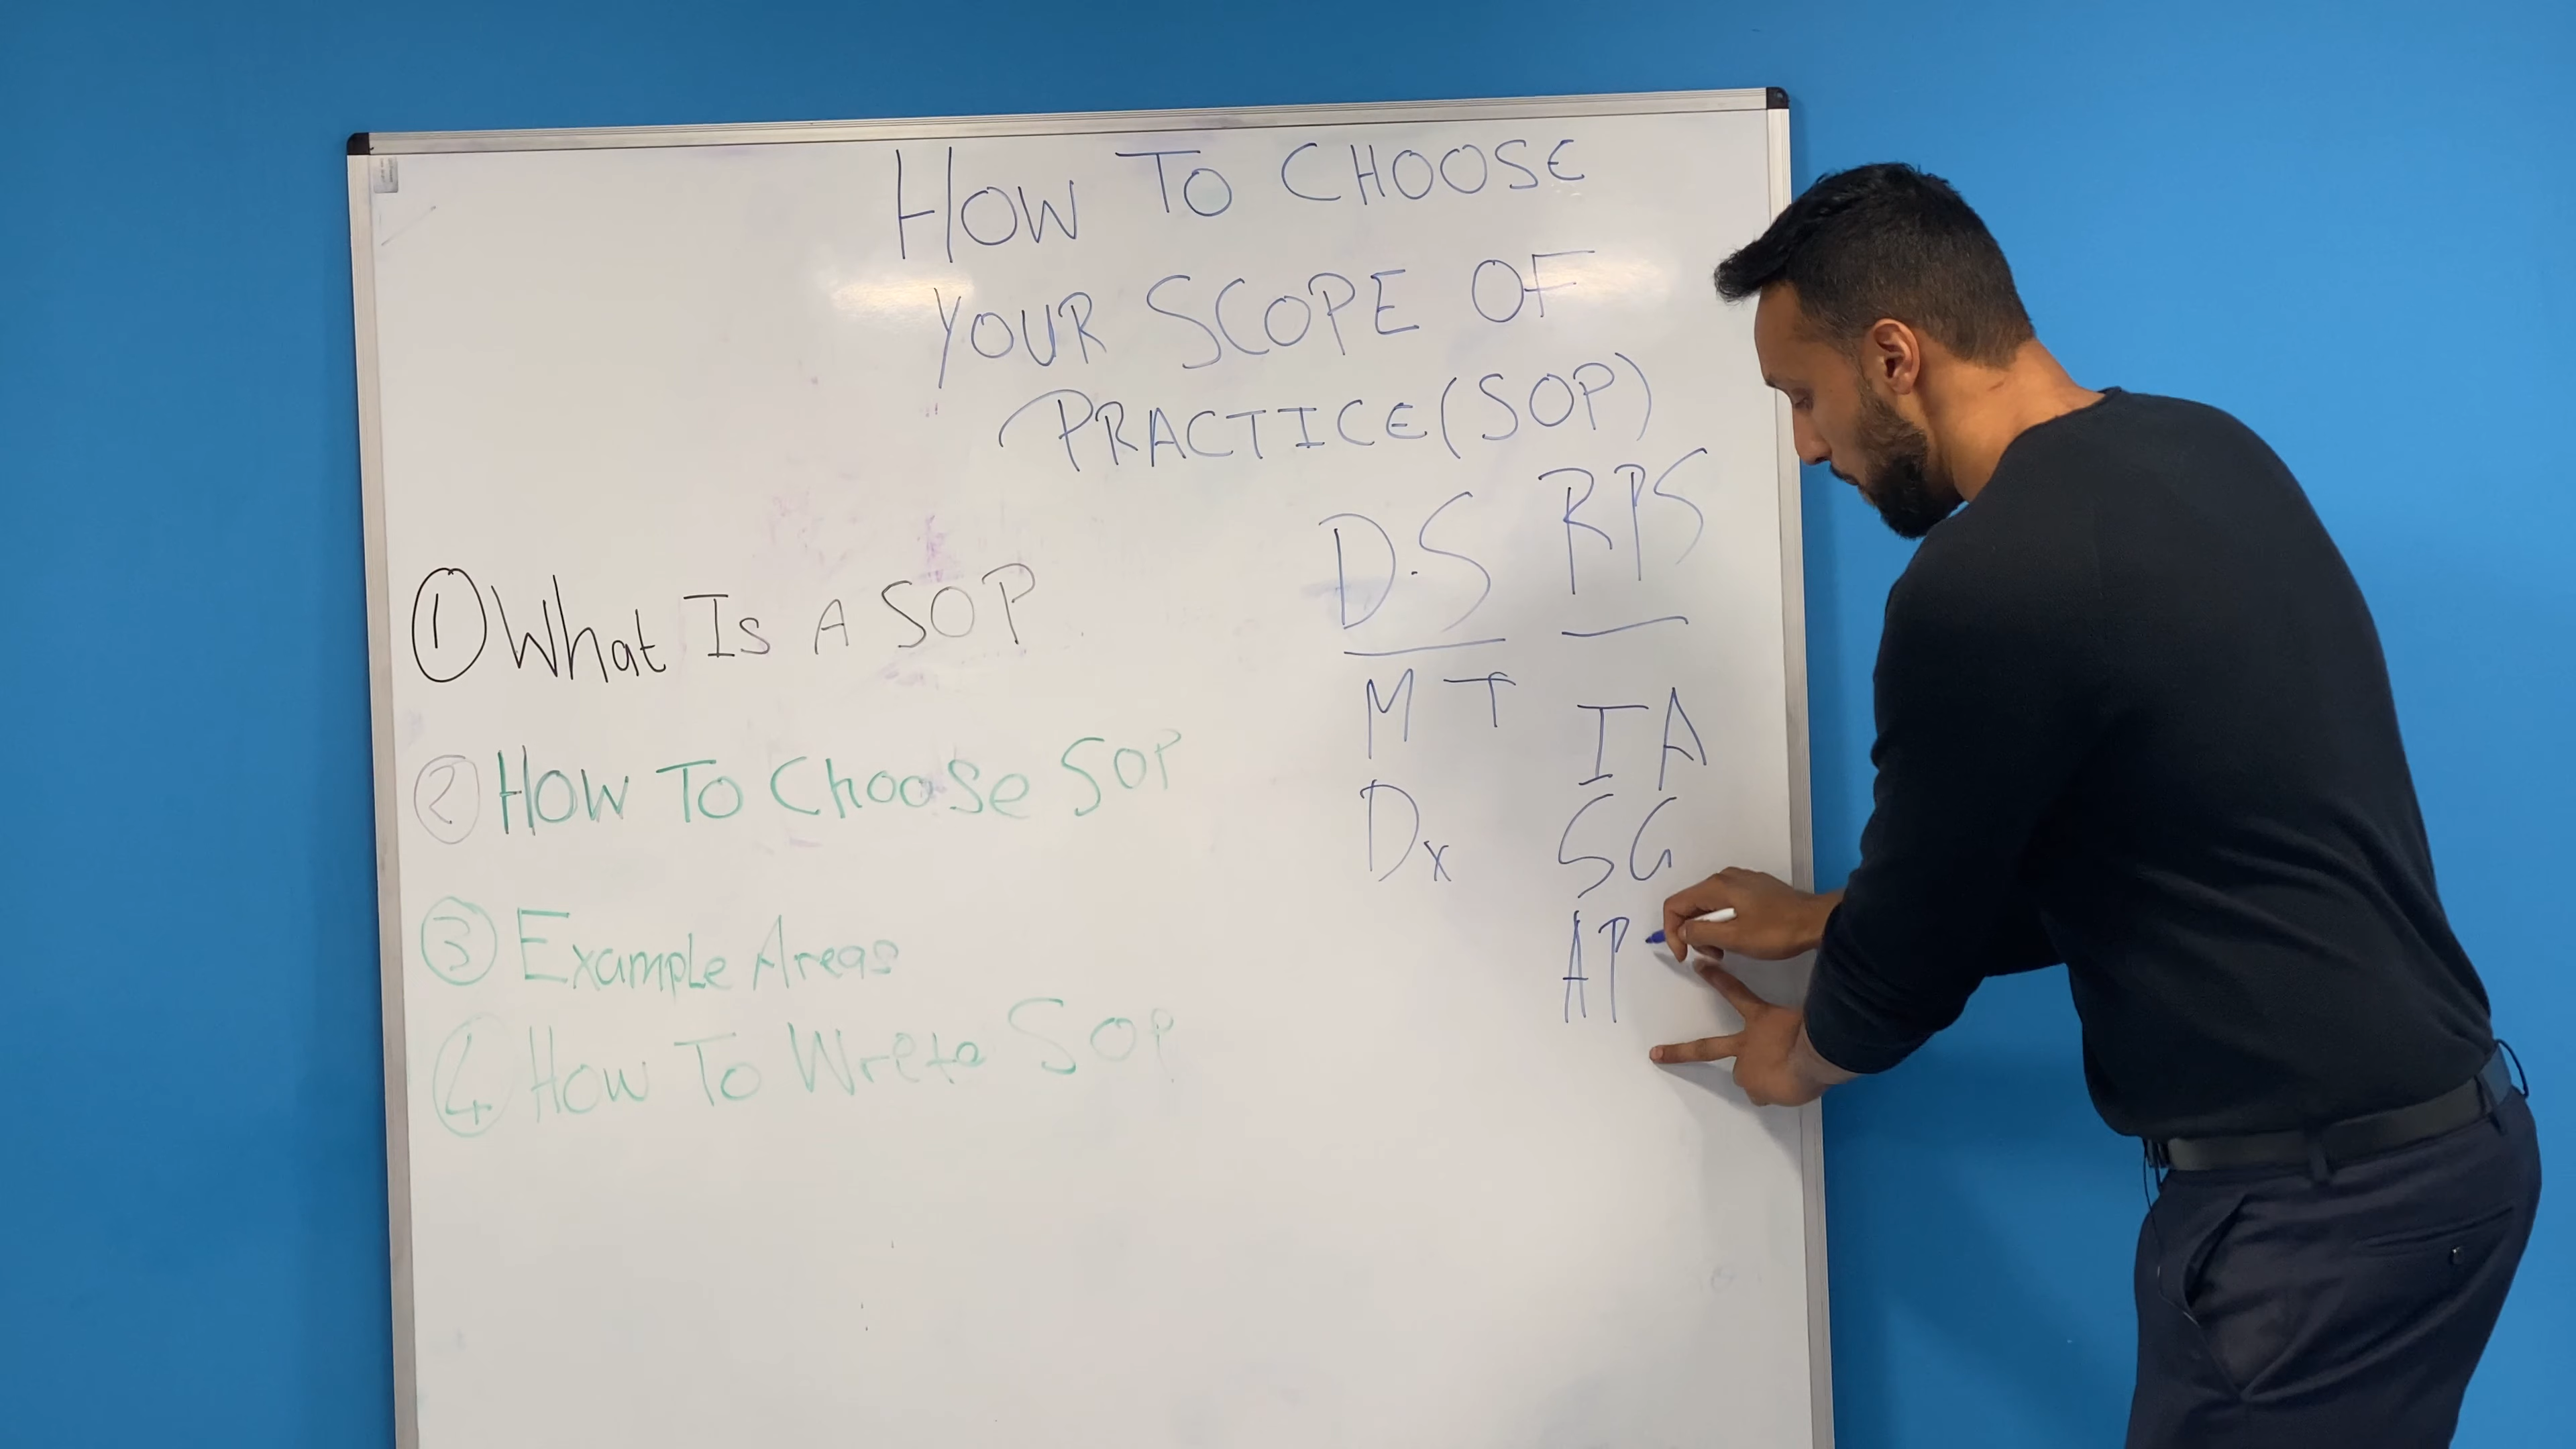 HOW TO CHOOSE
YOUR SCOPE OF
PRACTICE (SOP)
① What Is A SOP
② HOW To Choose SOP
③ Example Areas
④ How To Write SOP
D.S RPS
M T IA
Dx SG
AP